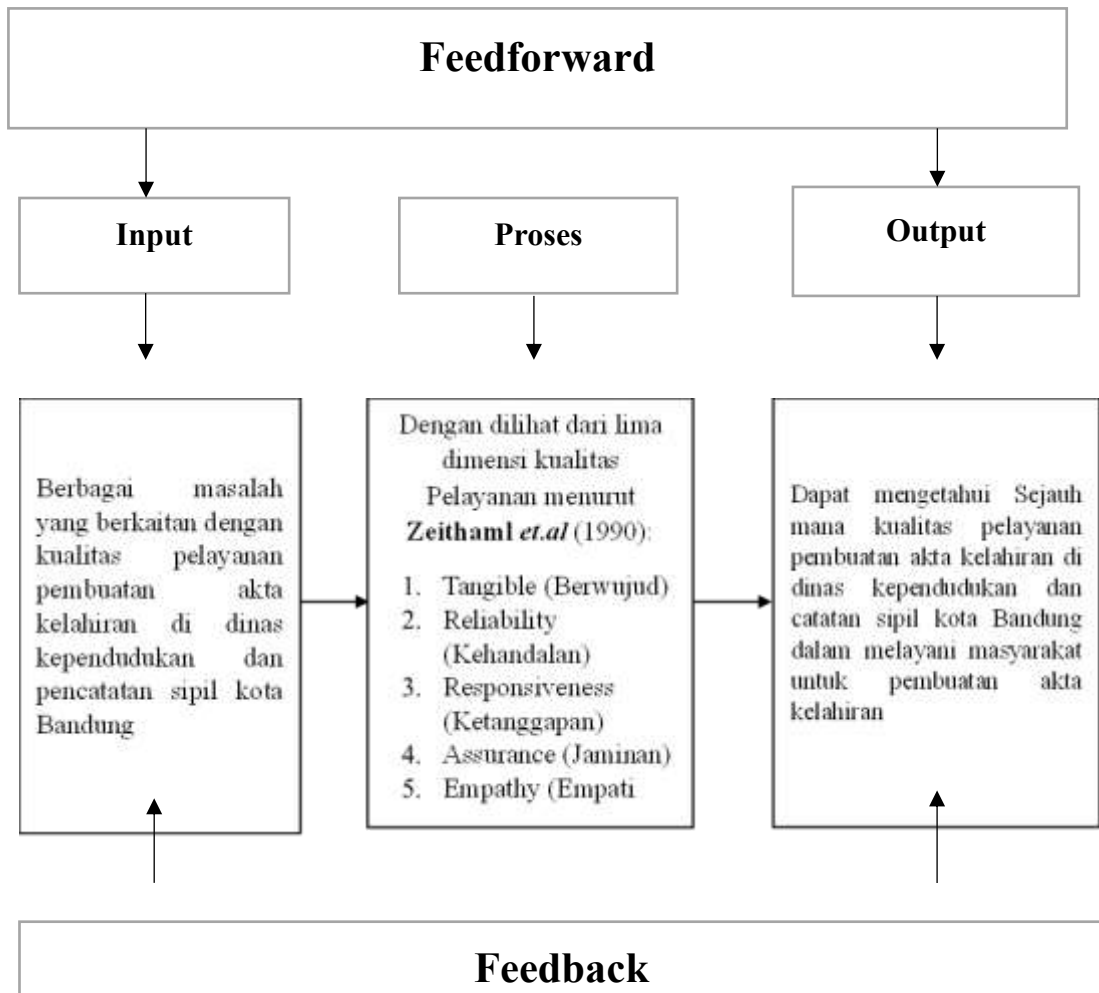 Feedforward
Input
Proses
Output
Berbagai masalah
yang berkaitan dengan
kualitas pelayanan
pembuatan akta
kelahiran di dinas
kependudukan dan
pencatatan sipil kota
Bandung
Dengan dilihat dari lima
dimensi kualitas
Pelayanan menurut
Zeithaml et.al (1990):
1. Tangible (Berwujud)
2. Reliability
(Kehandalan)
3. Responsiveness
(Ketanggapan)
4. Assurance (Jaminan)
5. Empathy (Empati
Dapat mengetahui Sejauh
mana kualitas pelayanan
pembuatan akta kelahiran di
dinas kependudukan dan
catatan sipil kota Bandung
dalam melayani masyarakat
untuk pembuatan akta
kelahiran
Feedback